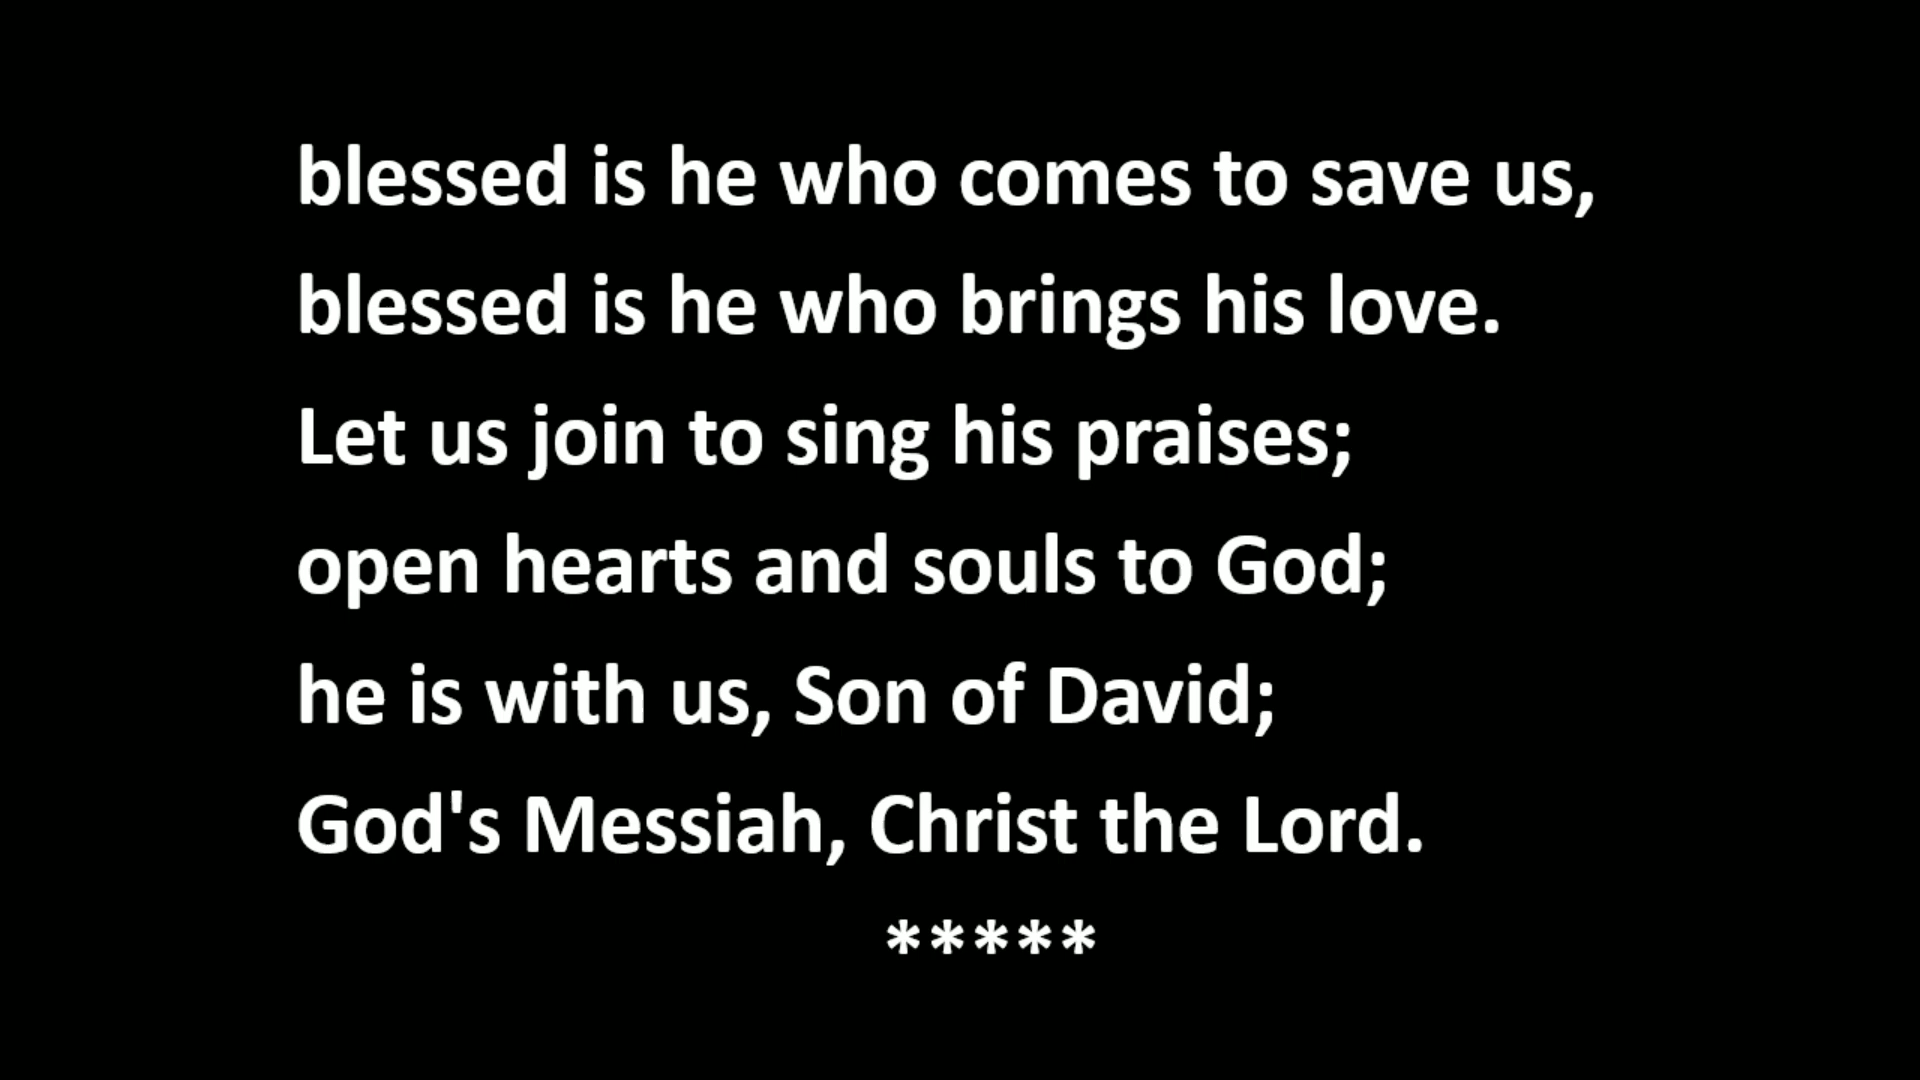 blessed is he who comes to save us,
blessed is he who brings his love.
Let us join to sing his praises;
open hearts and souls to God;
he is with us, Son of David;
God's Messiah, Christ the Lord.
*****